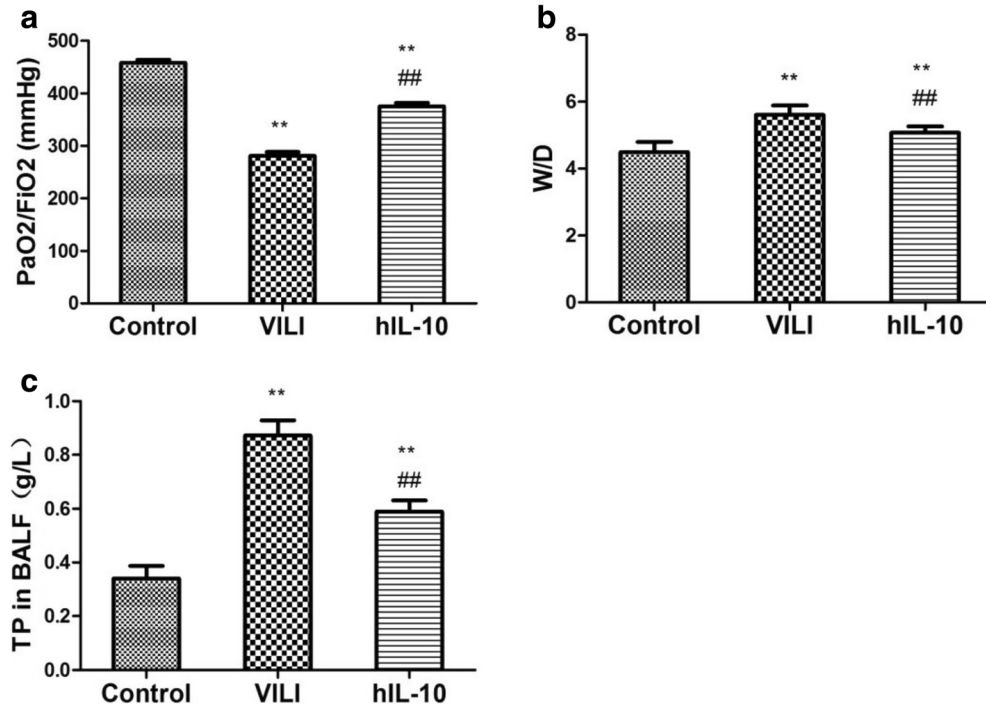 a
PaO2/FiO2 (mmHg)
500
400
300
200
100
0
**
**
##
Control VILI hIL-10
b
W/D
8
6
4
2
0
**
**
##
Control VILI hIL-10
c
TP in BALF（g/L）
1.0
0.8
0.6
0.4
0.2
0.0
**
**
##
Control VILI hIL-10